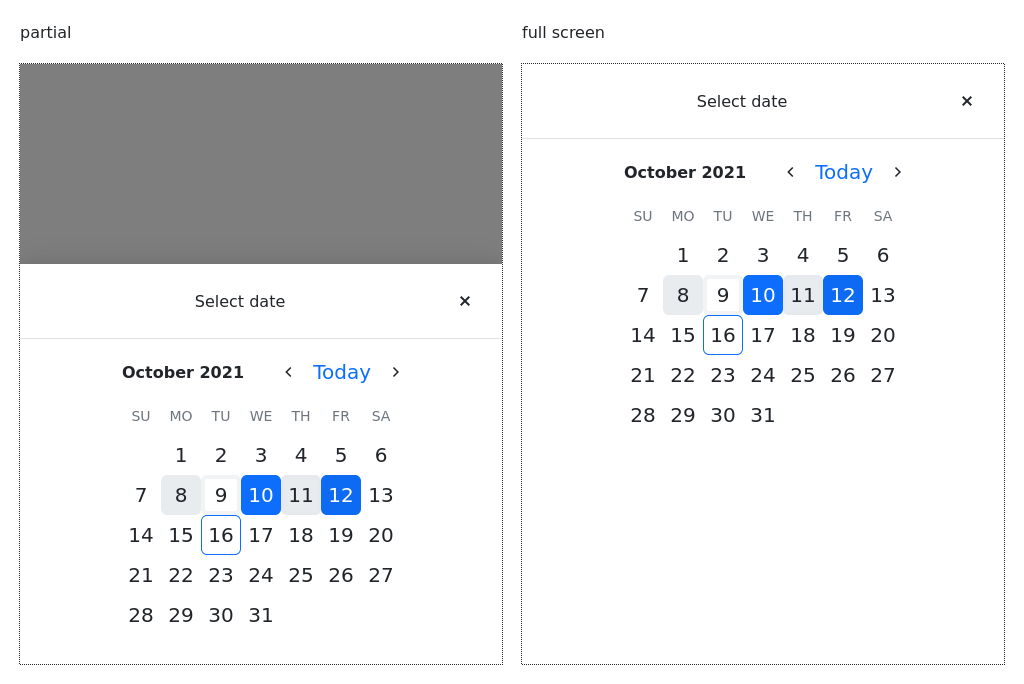 partial
Select date ×
October 2021 ‹ Today ›
SU MO TU WE TH FR SA
1 2 3 4 5 6
7 8 9 10 11 12 13
14 15 16 17 18 19 20
21 22 23 24 25 26 27
28 29 30 31
full screen
Select date ×
October 2021 ‹ Today ›
SU MO TU WE TH FR SA
1 2 3 4 5 6
7 8 9 10 11 12 13
14 15 16 17 18 19 20
21 22 23 24 25 26 27
28 29 30 31